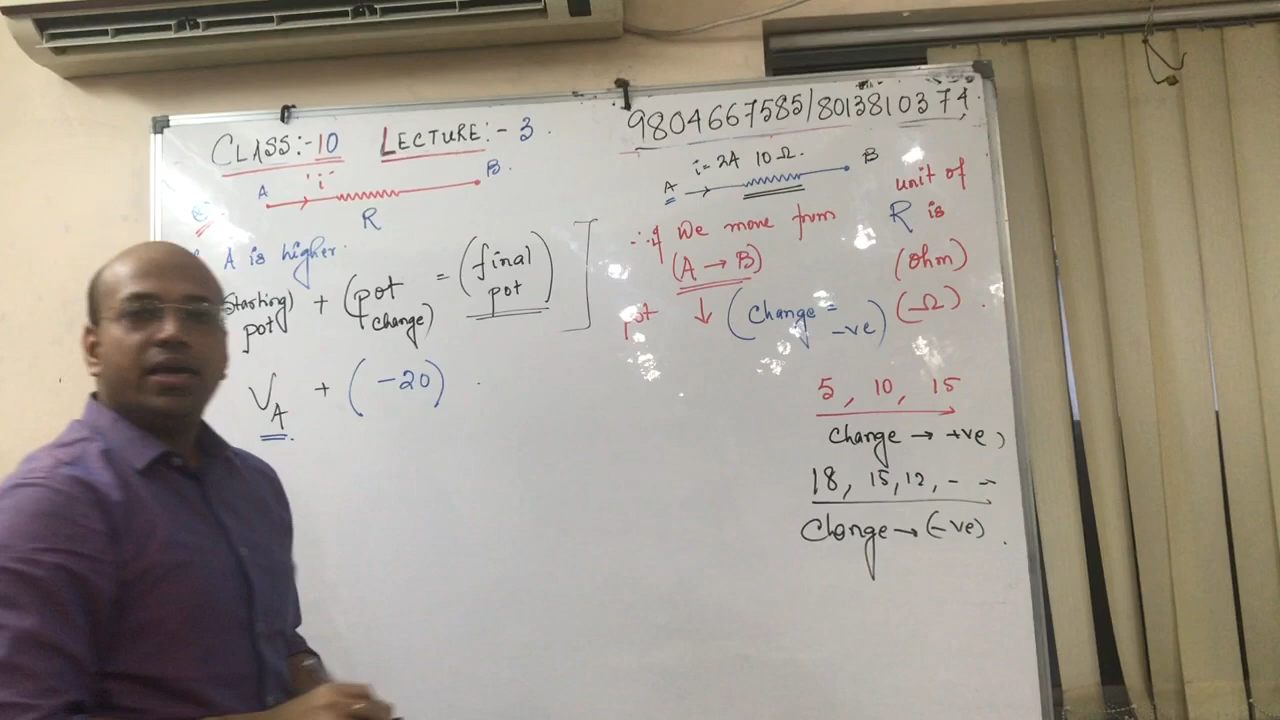 CLASS:-10 LECTURE:-3.
A 'i' B.
R
A is higher.
(Starting pot) + (pot change) = (final pot)
V_A + (-20) .
9804667585/8013810374,
i=2A 10Ω.
A B
∴ if We move from
(A → B)
pot ↓ (Change = -ve)
unit of
R is
(ohm)
(Ω) .
5, 10, 15
Change → +ve,
18, 15, 12, - -
Change → (-ve) .